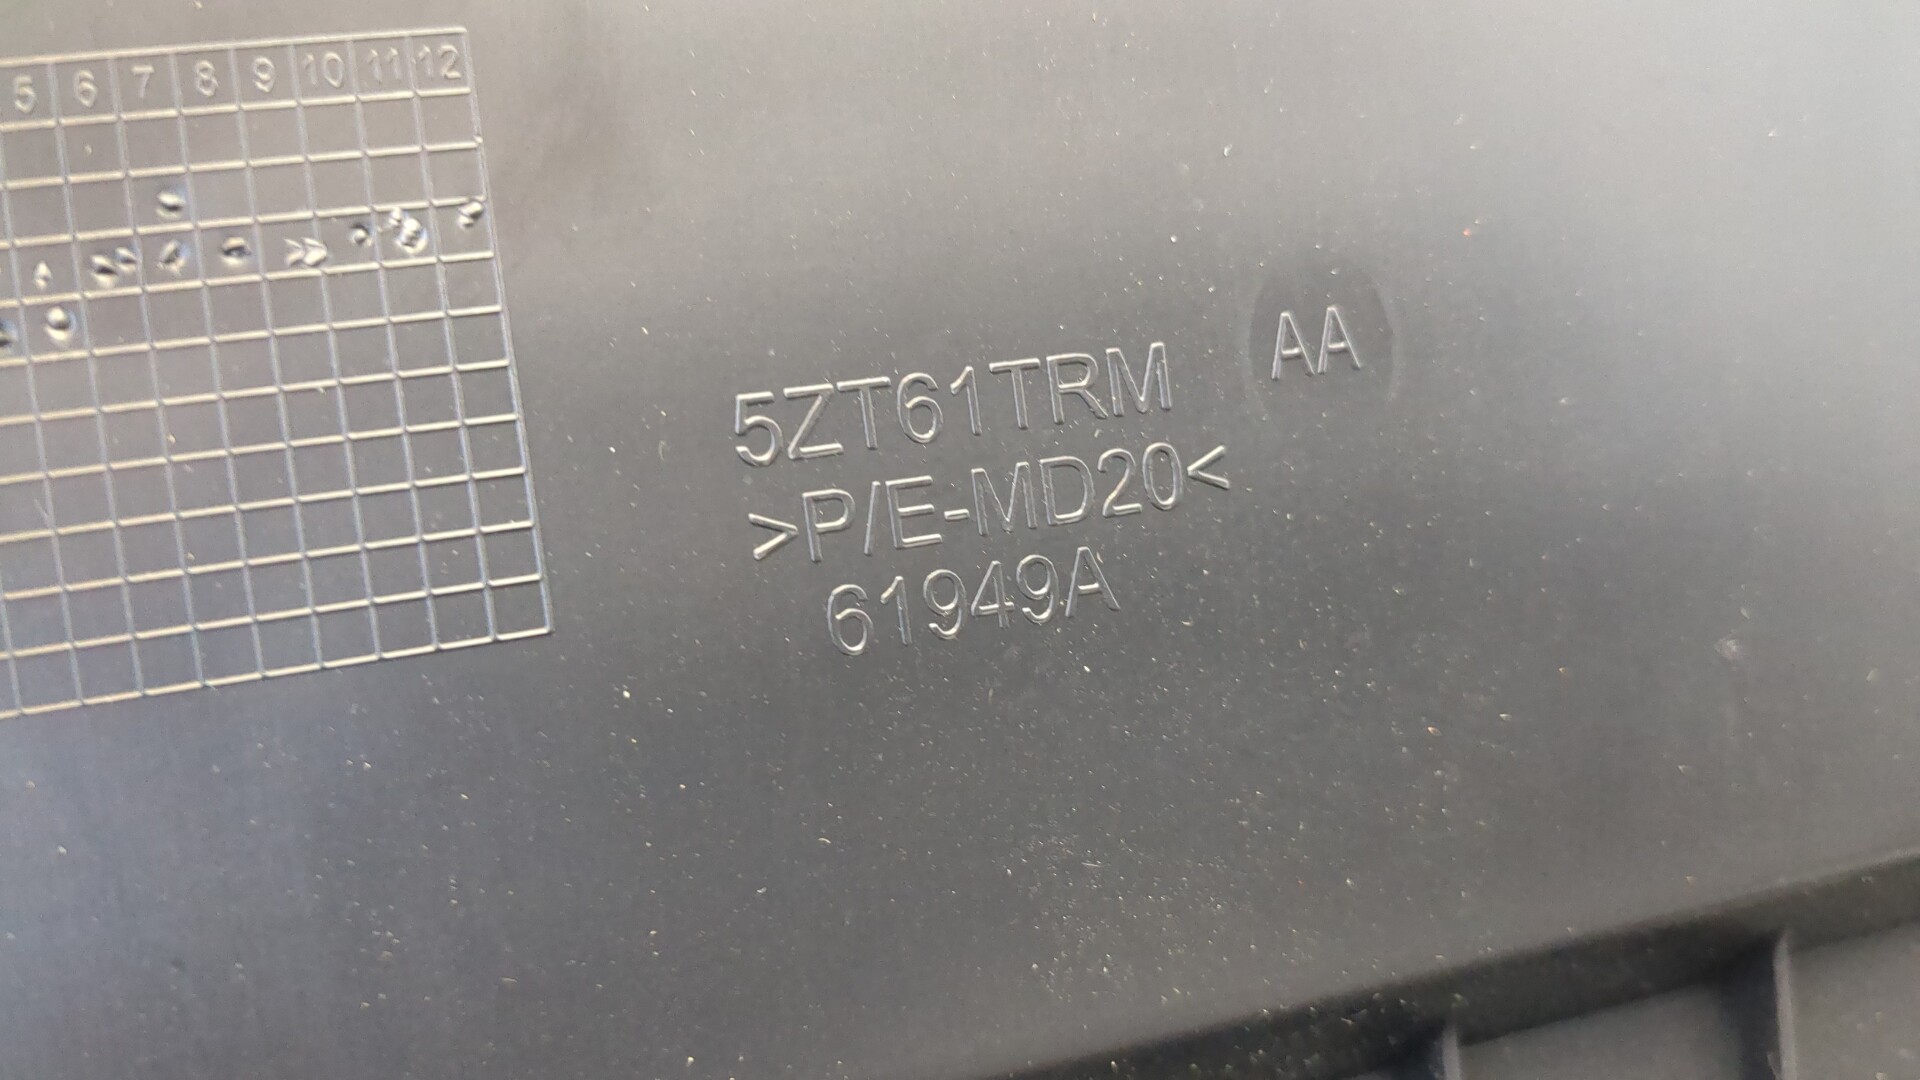 5 6 7 8 9 10 11 12
5ZT61TRM AA
>P/E-MD20<
61949A